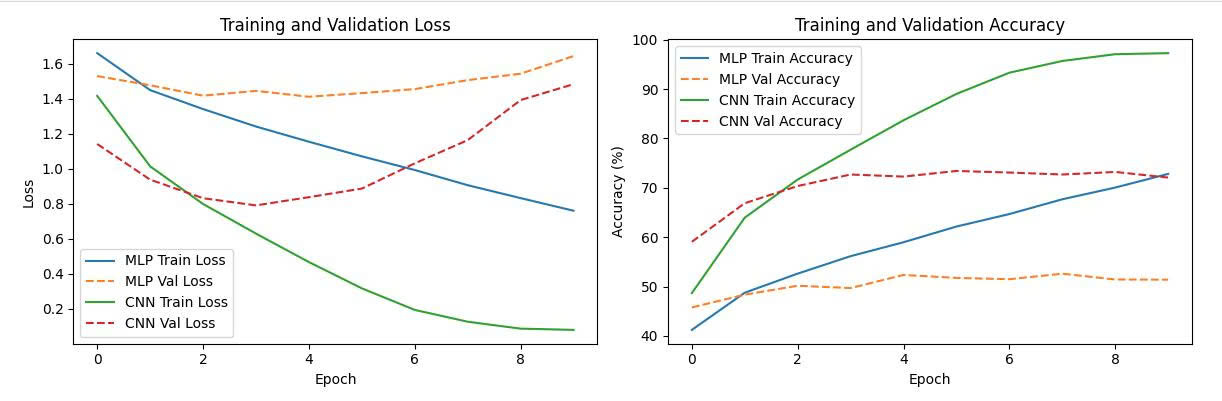 Training and Validation Loss
1.6
1.4
1.2
1.0
0.8
0.6
0.4
0.2
Loss
MLP Train Loss
MLP Val Loss
CNN Train Loss
CNN Val Loss
0 2 4 6 8
Epoch
Training and Validation Accuracy
100
90
80
70
60
50
40
Accuracy (%)
MLP Train Accuracy
MLP Val Accuracy
CNN Train Accuracy
CNN Val Accuracy
0 2 4 6 8
Epoch